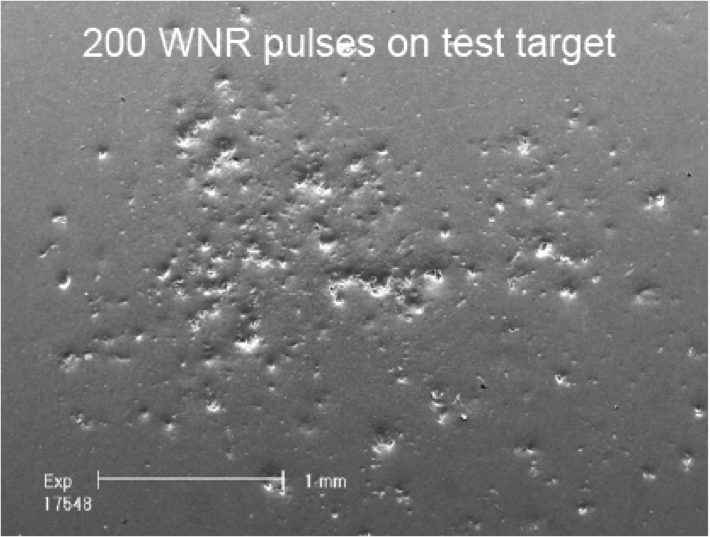 200 WNR pulses on test target
Exp
1 mm
17548